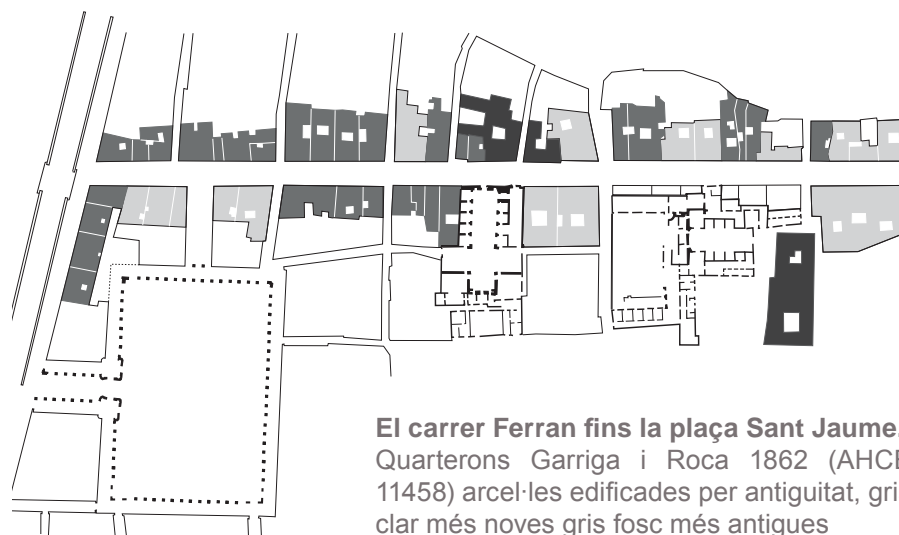 El carrer Ferran fins la plaça Sant Jaume.
Quarterons Garriga i Roca 1862 (AHCB
11458) arcel·les edificades per antiguitat, gri
clar més noves gris fosc més antigues